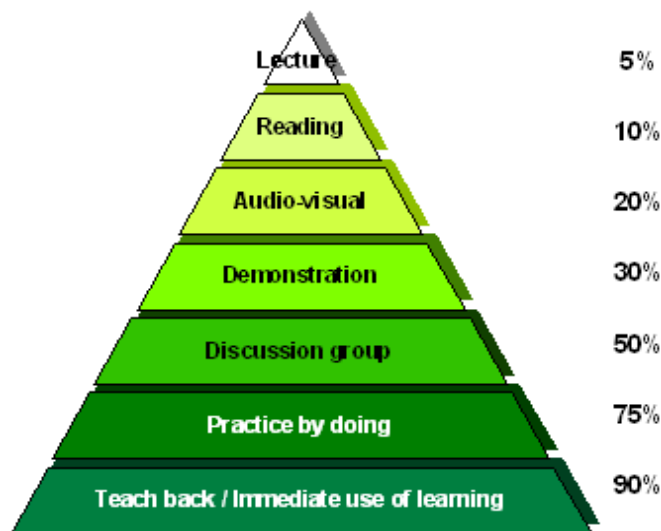 Lecture 5%
Reading 10%
Audio-visual 20%
Demonstration 30%
Discussion group 50%
Practice by doing 75%
Teach back / Immediate use of learning 90%